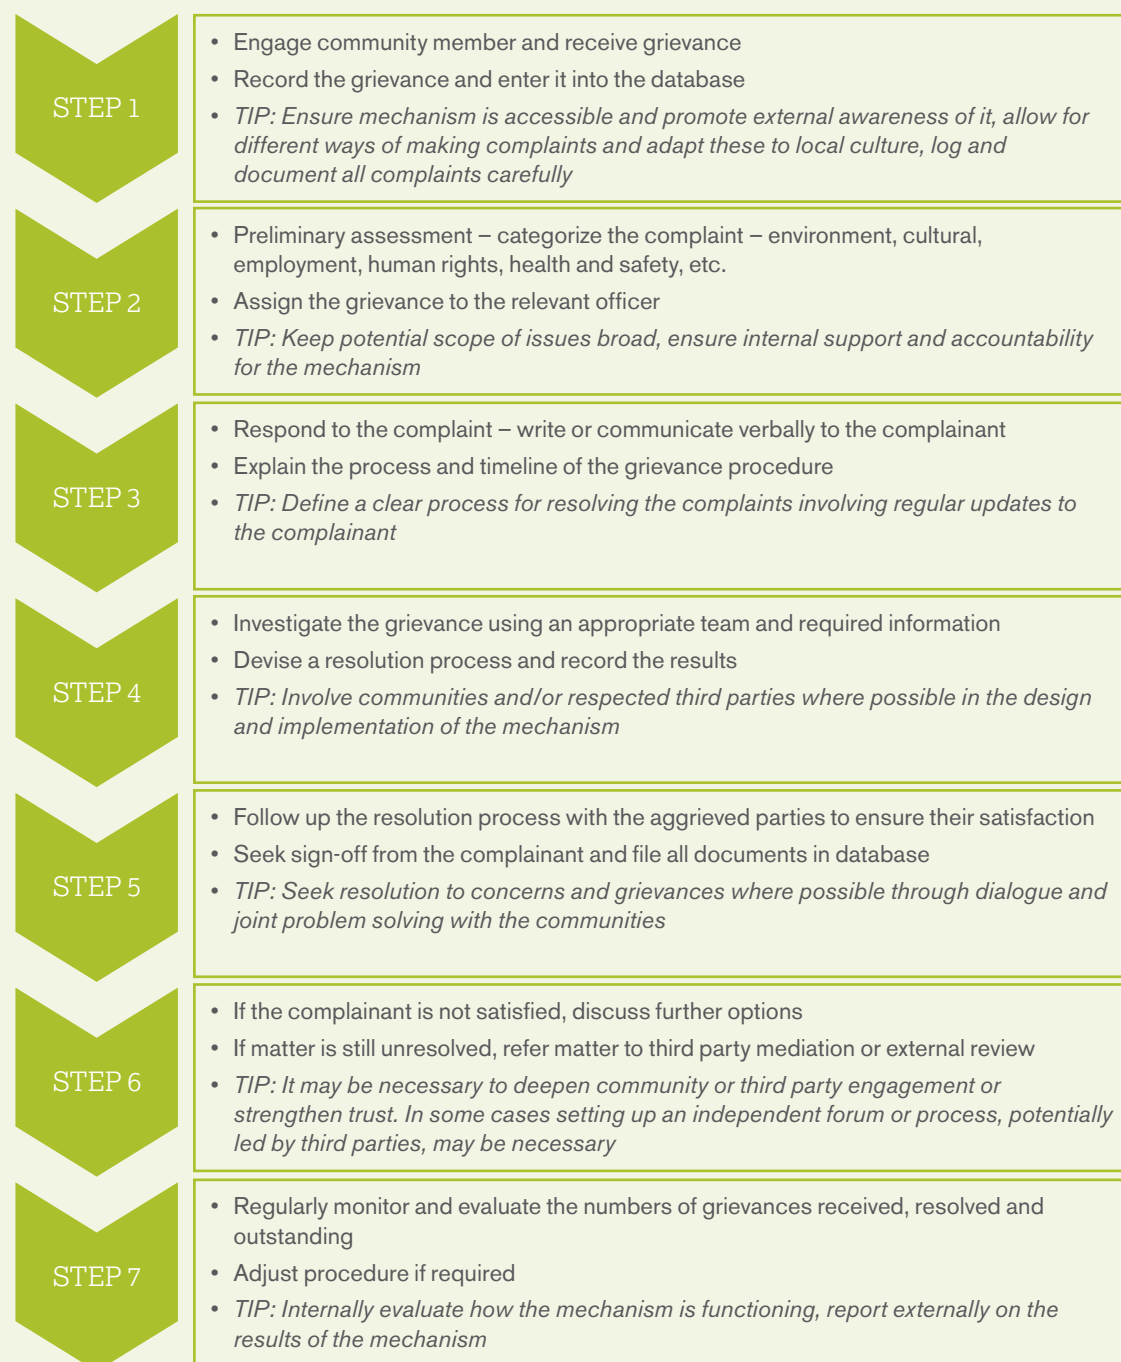 STEP 1
• Engage community member and receive grievance
• Record the grievance and enter it into the database
• TIP: Ensure mechanism is accessible and promote external awareness of it, allow for
different ways of making complaints and adapt these to local culture, log and
document all complaints carefully
STEP 2
• Preliminary assessment – categorize the complaint – environment, cultural,
employment, human rights, health and safety, etc.
• Assign the grievance to the relevant officer
• TIP: Keep potential scope of issues broad, ensure internal support and accountability
for the mechanism
STEP 3
• Respond to the complaint – write or communicate verbally to the complainant
• Explain the process and timeline of the grievance procedure
• TIP: Define a clear process for resolving the complaints involving regular updates to
the complainant
STEP 4
• Investigate the grievance using an appropriate team and required information
• Devise a resolution process and record the results
• TIP: Involve communities and/or respected third parties where possible in the design
and implementation of the mechanism
STEP 5
• Follow up the resolution process with the aggrieved parties to ensure their satisfaction
• Seek sign-off from the complainant and file all documents in database
• TIP: Seek resolution to concerns and grievances where possible through dialogue and
joint problem solving with the communities
STEP 6
• If the complainant is not satisfied, discuss further options
• If matter is still unresolved, refer matter to third party mediation or external review
• TIP: It may be necessary to deepen community or third party engagement or
strengthen trust. In some cases setting up an independent forum or process, potentially
led by third parties, may be necessary
STEP 7
• Regularly monitor and evaluate the numbers of grievances received, resolved and
outstanding
• Adjust procedure if required
• TIP: Internally evaluate how the mechanism is functioning, report externally on the
results of the mechanism